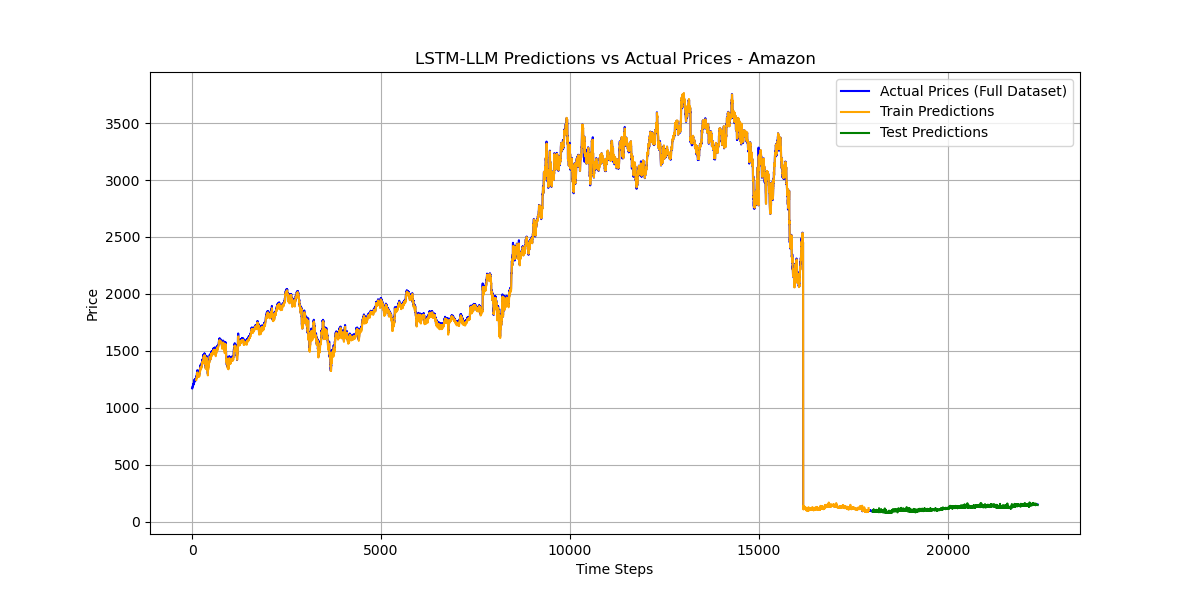 LSTM-LLM Predictions vs Actual Prices - Amazon
Actual Prices (Full Dataset)
Train Predictions
Test Predictions
Price
3500
3000
2500
2000
1500
1000
500
0
0
5000
10000
15000
20000
Time Steps